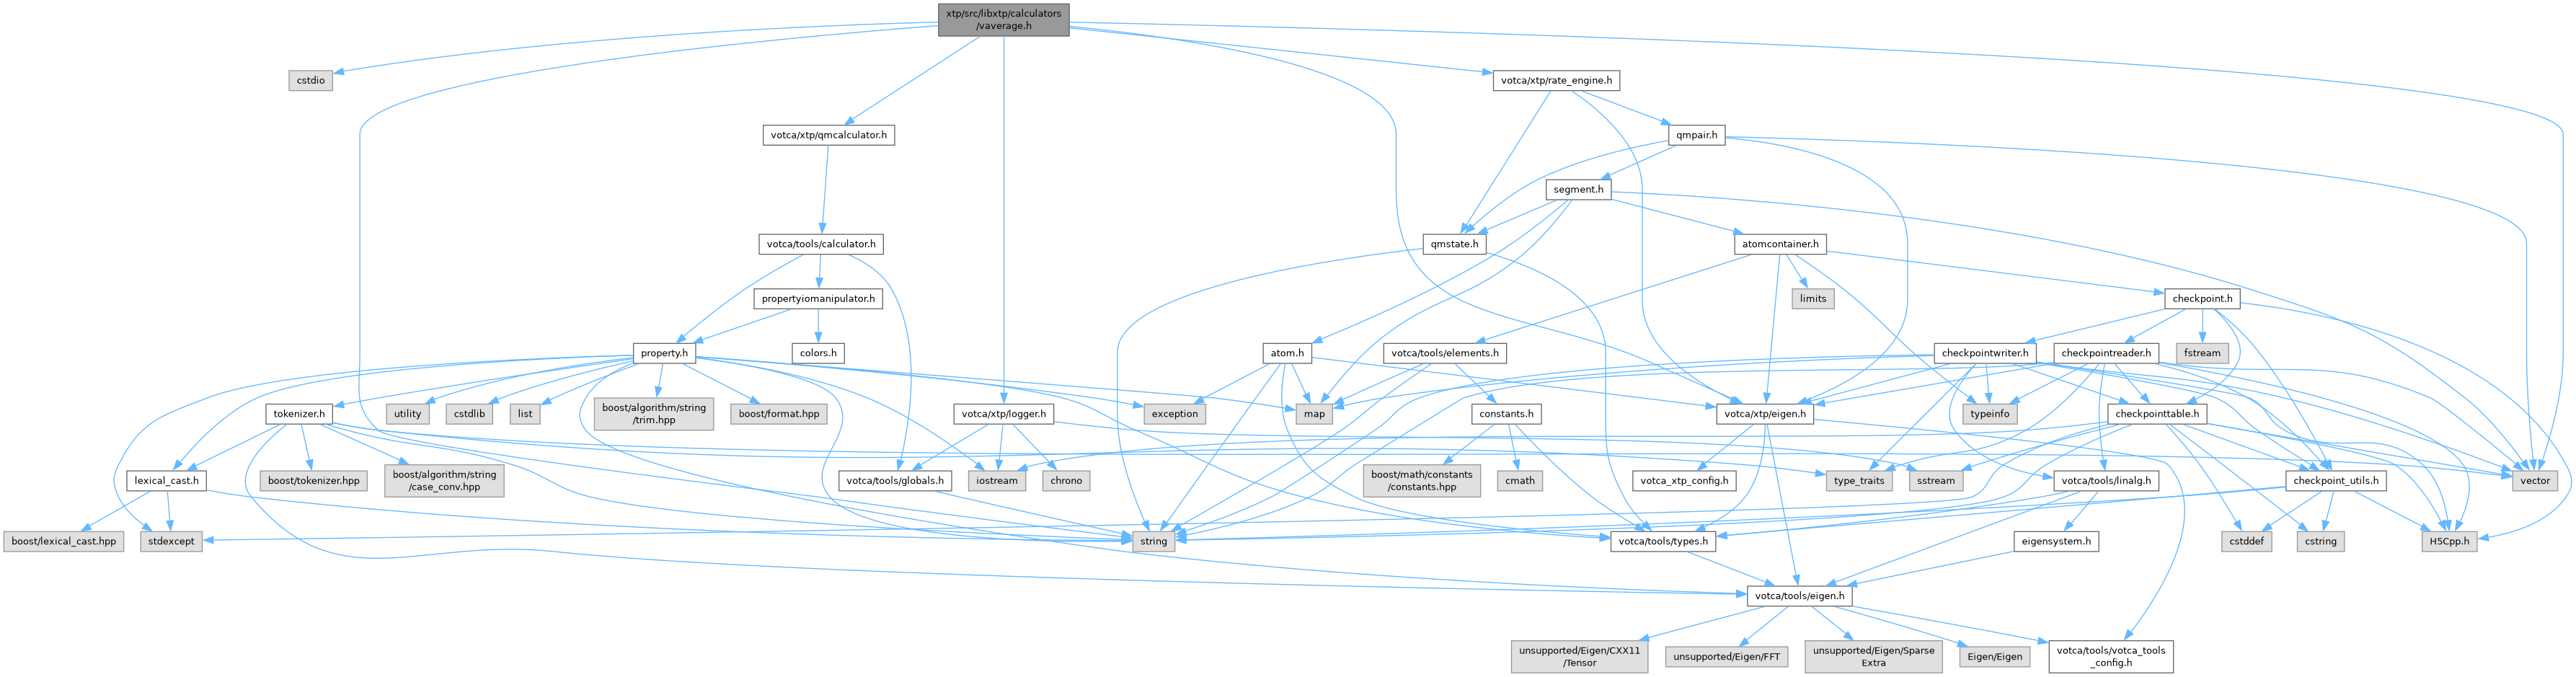 xtp/src/libxtp/calculators
/vaverage.h
cstdio
votca/xtp/rate_engine.h
votca/xtp/qmcalculator.h
qmpair.h
segment.h
votca/tools/calculator.h
qmstate.h
atomcontainer.h
propertyiomanipulator.h
limits
checkpoint.h
property.h
colors.h
atom.h
votca/tools/elements.h
checkpointwriter.h
checkpointreader.h
fstream
tokenizer.h
utility
cstdlib
list
boost/algorithm/string
/trim.hpp
boost/format.hpp
votca/xtp/logger.h
exception
map
constants.h
votca/xtp/eigen.h
typeinfo
checkpointtable.h
lexical_cast.h
boost/tokenizer.hpp
boost/algorithm/string
/case_conv.hpp
votca/tools/globals.h
iostream
chrono
boost/math/constants
/constants.hpp
cmath
votca_xtp_config.h
type_traits
sstream
votca/tools/linalg.h
checkpoint_utils.h
vector
boost/lexical_cast.hpp
stdexcept
string
votca/tools/types.h
eigensystem.h
cstddef
cstring
H5Cpp.h
votca/tools/eigen.h
unsupported/Eigen/CXX11
/Tensor
unsupported/Eigen/FFT
unsupported/Eigen/Sparse
Extra
Eigen/Eigen
votca/tools/votca_tools
_config.h